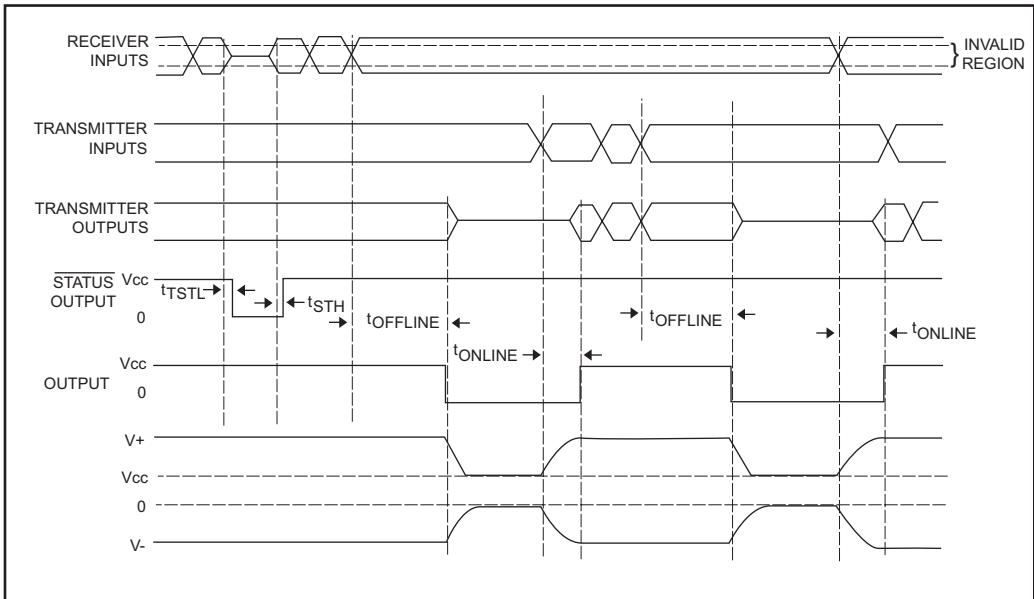 RECEIVER
INPUTS
} INVALID
REGION
TRANSMITTER
INPUTS
TRANSMITTER
OUTPUTS
STATUS
OUTPUT
Vcc
0
tTSTL
tSTH
tOFFLINE
tOFFLINE
tONLINE
tONLINE
OUTPUT
Vcc
0
V+
Vcc
0
V-